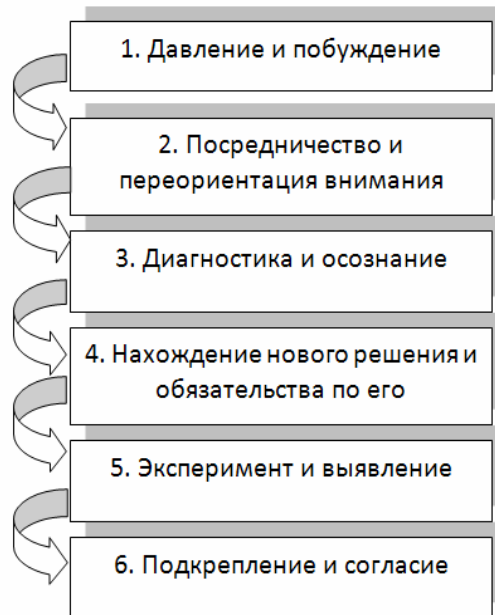 1. Давление и побуждение
2. Посредничество и
переориентация внимания
3. Диагностика и осознание
4. Нахождение нового решения и
обязательства по его
5. Эксперимент и выявление
6. Подкрепление и согласие